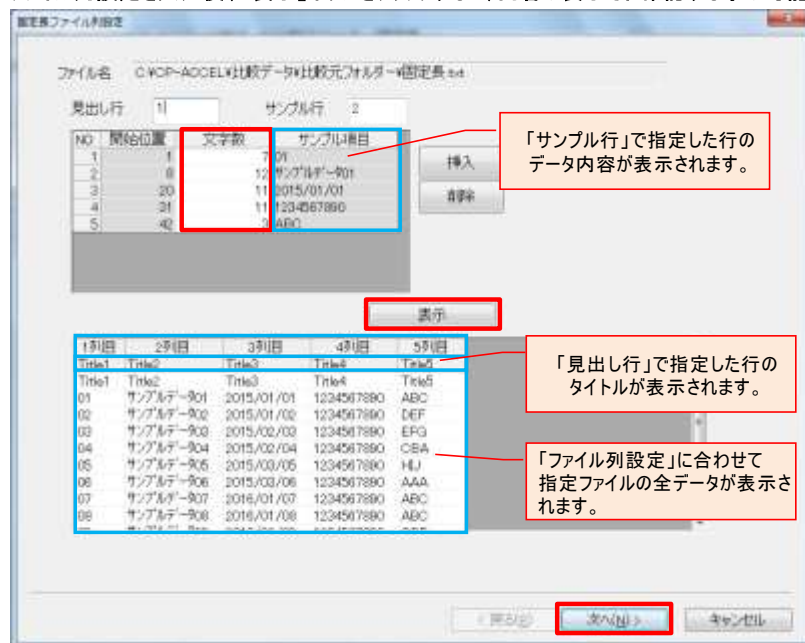 固定長ファイル列設定
ファイル名 C:¥CP-ACCEL¥比較データ¥比較元フォルダー¥固定長.txt
見出し行 1 サンプル行 2
NO 開始位置 文字数 サンプル項目
1 1 7 01
2 8 12 サンプルデータ01
3 20 11 2015/01/01
4 31 11 1234567890
5 42 3 ABC
挿入
削除
「サンプル行」で指定した行の
データ内容が表示されます。
表示
1列目 2列目 3列目 4列目 5列目
Title1 Title2 Title3 Title4 Title5
Title1 Title2 Title3 Title4 Title5
01 サンプルデータ01 2015/01/01 1234567890 ABC
02 サンプルデータ02 2015/01/02 1234567890 DEF
03 サンプルデータ03 2015/02/03 1234567890 EFG
04 サンプルデータ04 2015/02/04 1234567890 CBA
05 サンプルデータ05 2015/03/05 1234567890 HIJ
06 サンプルデータ06 2015/03/06 1234567890 AAA
07 サンプルデータ07 2016/01/07 1234567890 ABC
08 サンプルデータ08 2016/01/08 1234567890 ABC
「見出し行」で指定した行の
タイトルが表示されます。
「ファイル列設定」に合わせて
指定ファイルの全データが表示さ
れます。
< 戻る(B) 次へ(N) > キャンセル